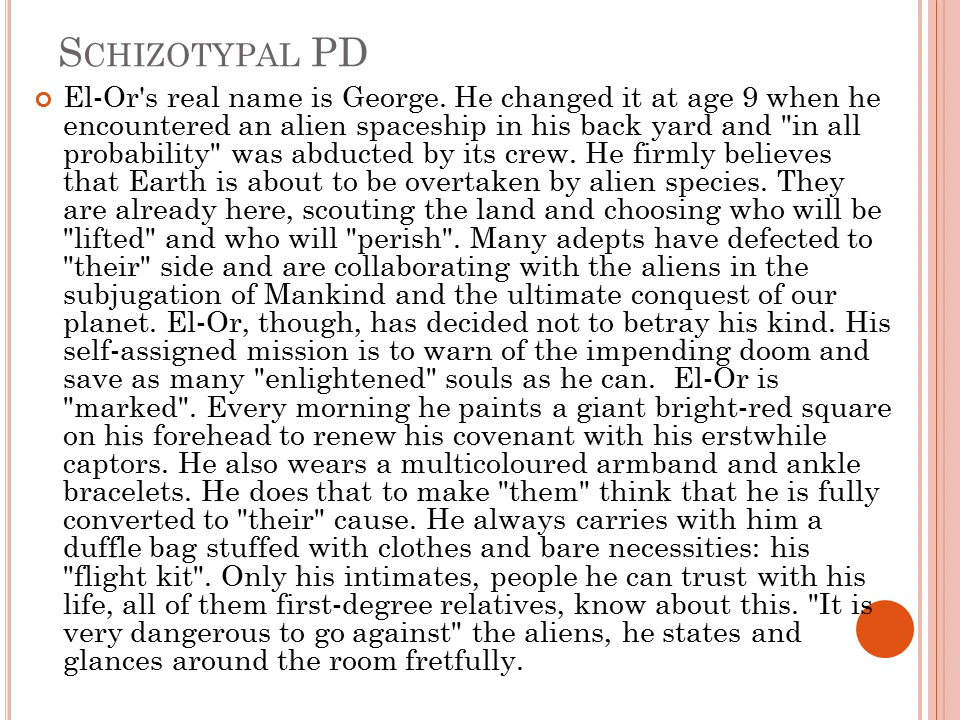 Schizotypal PD
El-Or's real name is George. He changed it at age 9 when he
encountered an alien spaceship in his back yard and "in all
probability" was abducted by its crew. He firmly believes
that Earth is about to be overtaken by alien species. They
are already here, scouting the land and choosing who will be
"lifted" and who will "perish". Many adepts have defected to
"their" side and are collaborating with the aliens in the
subjugation of Mankind and the ultimate conquest of our
planet. El-Or, though, has decided not to betray his kind. His
self-assigned mission is to warn of the impending doom and
save as many "enlightened" souls as he can.  El-Or is
"marked". Every morning he paints a giant bright-red square
on his forehead to renew his covenant with his erstwhile
captors. He also wears a multicoloured armband and ankle
bracelets. He does that to make "them" think that he is fully
converted to "their" cause. He always carries with him a
duffle bag stuffed with clothes and bare necessities: his
"flight kit". Only his intimates, people he can trust with his
life, all of them first-degree relatives, know about this. "It is
very dangerous to go against" the aliens, he states and
glances around the room fretfully.